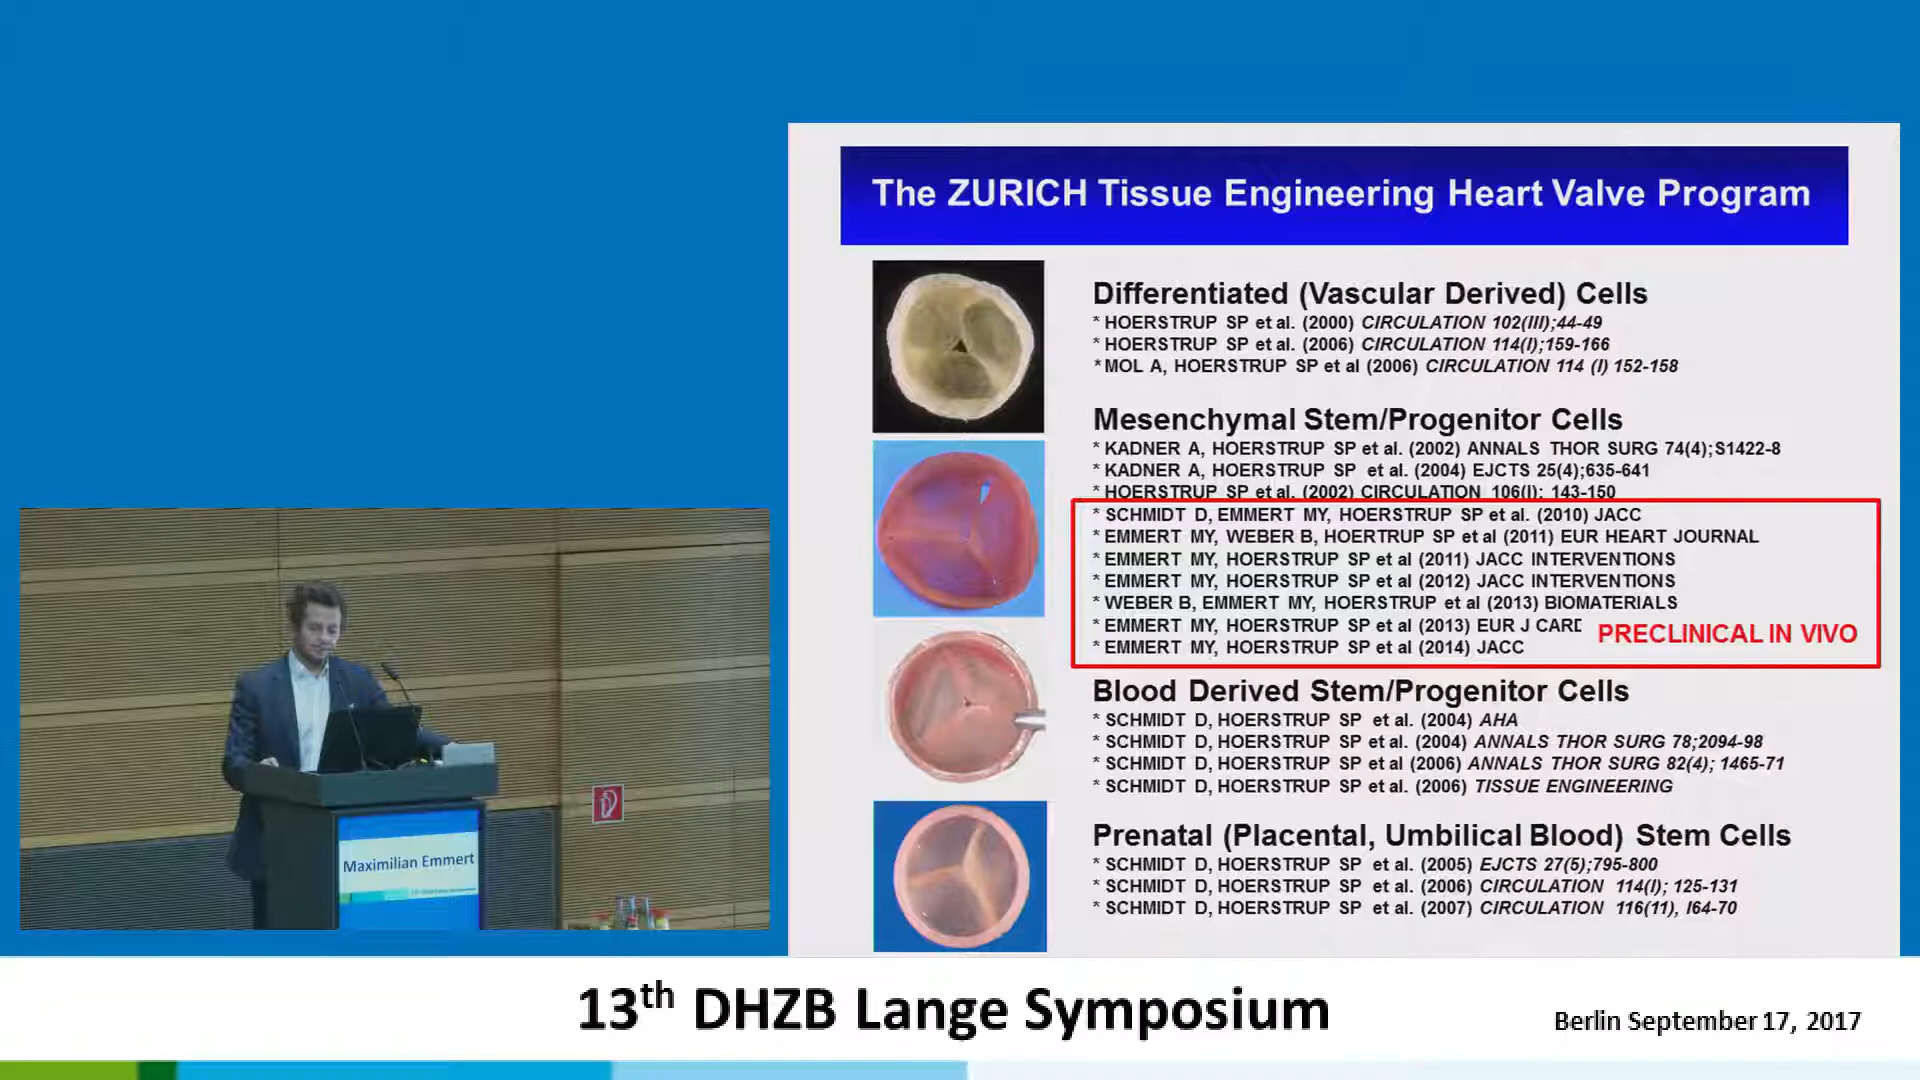 The ZURICH Tissue Engineering Heart Valve Program
Differentiated (Vascular Derived) Cells
* HOERSTRUP SP et al. (2000) CIRCULATION 102(III);44-49
* HOERSTRUP SP et al. (2006) CIRCULATION 114(I);159-166
* MOL A, HOERSTRUP SP et al (2006) CIRCULATION 114 (I) 152-158
Mesenchymal Stem/Progenitor Cells
* KADNER A, HOERSTRUP SP et al. (2002) ANNALS THOR SURG 74(4);S1422-8
* KADNER A, HOERSTRUP SP et al. (2004) EJCTS 25(4);635-641
* HOERSTRUP SP et al. (2002) CIRCULATION 106(I): 143-150
* SCHMIDT D, EMMERT MY, HOERSTRUP SP et al. (2010) JACC
* EMMERT MY, WEBER B, HOERTRUP SP et al (2011) EUR HEART JOURNAL
* EMMERT MY, HOERSTRUP SP et al (2011) JACC INTERVENTIONS
* EMMERT MY, HOERSTRUP SP et al (2012) JACC INTERVENTIONS
* WEBER B, EMMERT MY, HOERSTRUP et al (2013) BIOMATERIALS
* EMMERT MY, HOERSTRUP SP et al (2013) EUR J CARD
PRECLINICAL IN VIVO
* EMMERT MY, HOERSTRUP SP et al (2014) JACC
Blood Derived Stem/Progenitor Cells
* SCHMIDT D, HOERSTRUP SP et al. (2004) AHA
* SCHMIDT D, HOERSTRUP SP et al. (2004) ANNALS THOR SURG 78;2094-98
* SCHMIDT D, HOERSTRUP SP et al (2006) ANNALS THOR SURG 82(4); 1465-71
* SCHMIDT D, HOERSTRUP SP et al. (2006) TISSUE ENGINEERING
Prenatal (Placental, Umbilical Blood) Stem Cells
* SCHMIDT D, HOERSTRUP SP et al. (2005) EJCTS 27(5);795-800
* SCHMIDT D, HOERSTRUP SP et al. (2006) CIRCULATION 114(I); 125-131
* SCHMIDT D, HOERSTRUP SP et al. (2007) CIRCULATION 116(11), I64-70
Maximilian Emmert
13th DHZB Lange Symposium
Berlin September 17, 2017